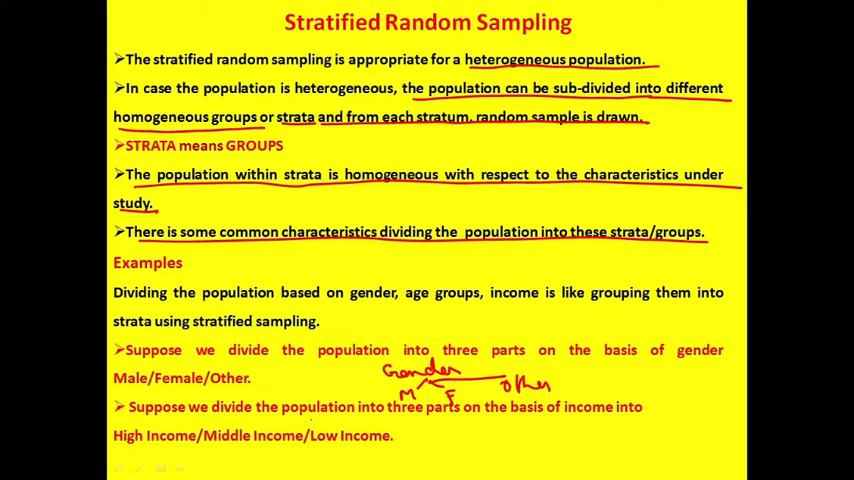 Stratified Random Sampling
➢The stratified random sampling is appropriate for a heterogeneous population.
➢In case the population is heterogeneous, the population can be sub-divided into different
homogeneous groups or strata and from each stratum, random sample is drawn.
➢STRATA means GROUPS
➢The population within strata is homogeneous with respect to the characteristics under
study.
➢There is some common characteristics dividing the population into these strata/groups.
Examples
Dividing the population based on gender, age groups, income is like grouping them into
strata using stratified sampling.
➢Suppose we divide the population into three parts on the basis of gender
Gender
Male/Female/Other.
M F Other
➢Suppose we divide the population into three parts on the basis of income into
High Income/Middle Income/Low Income.